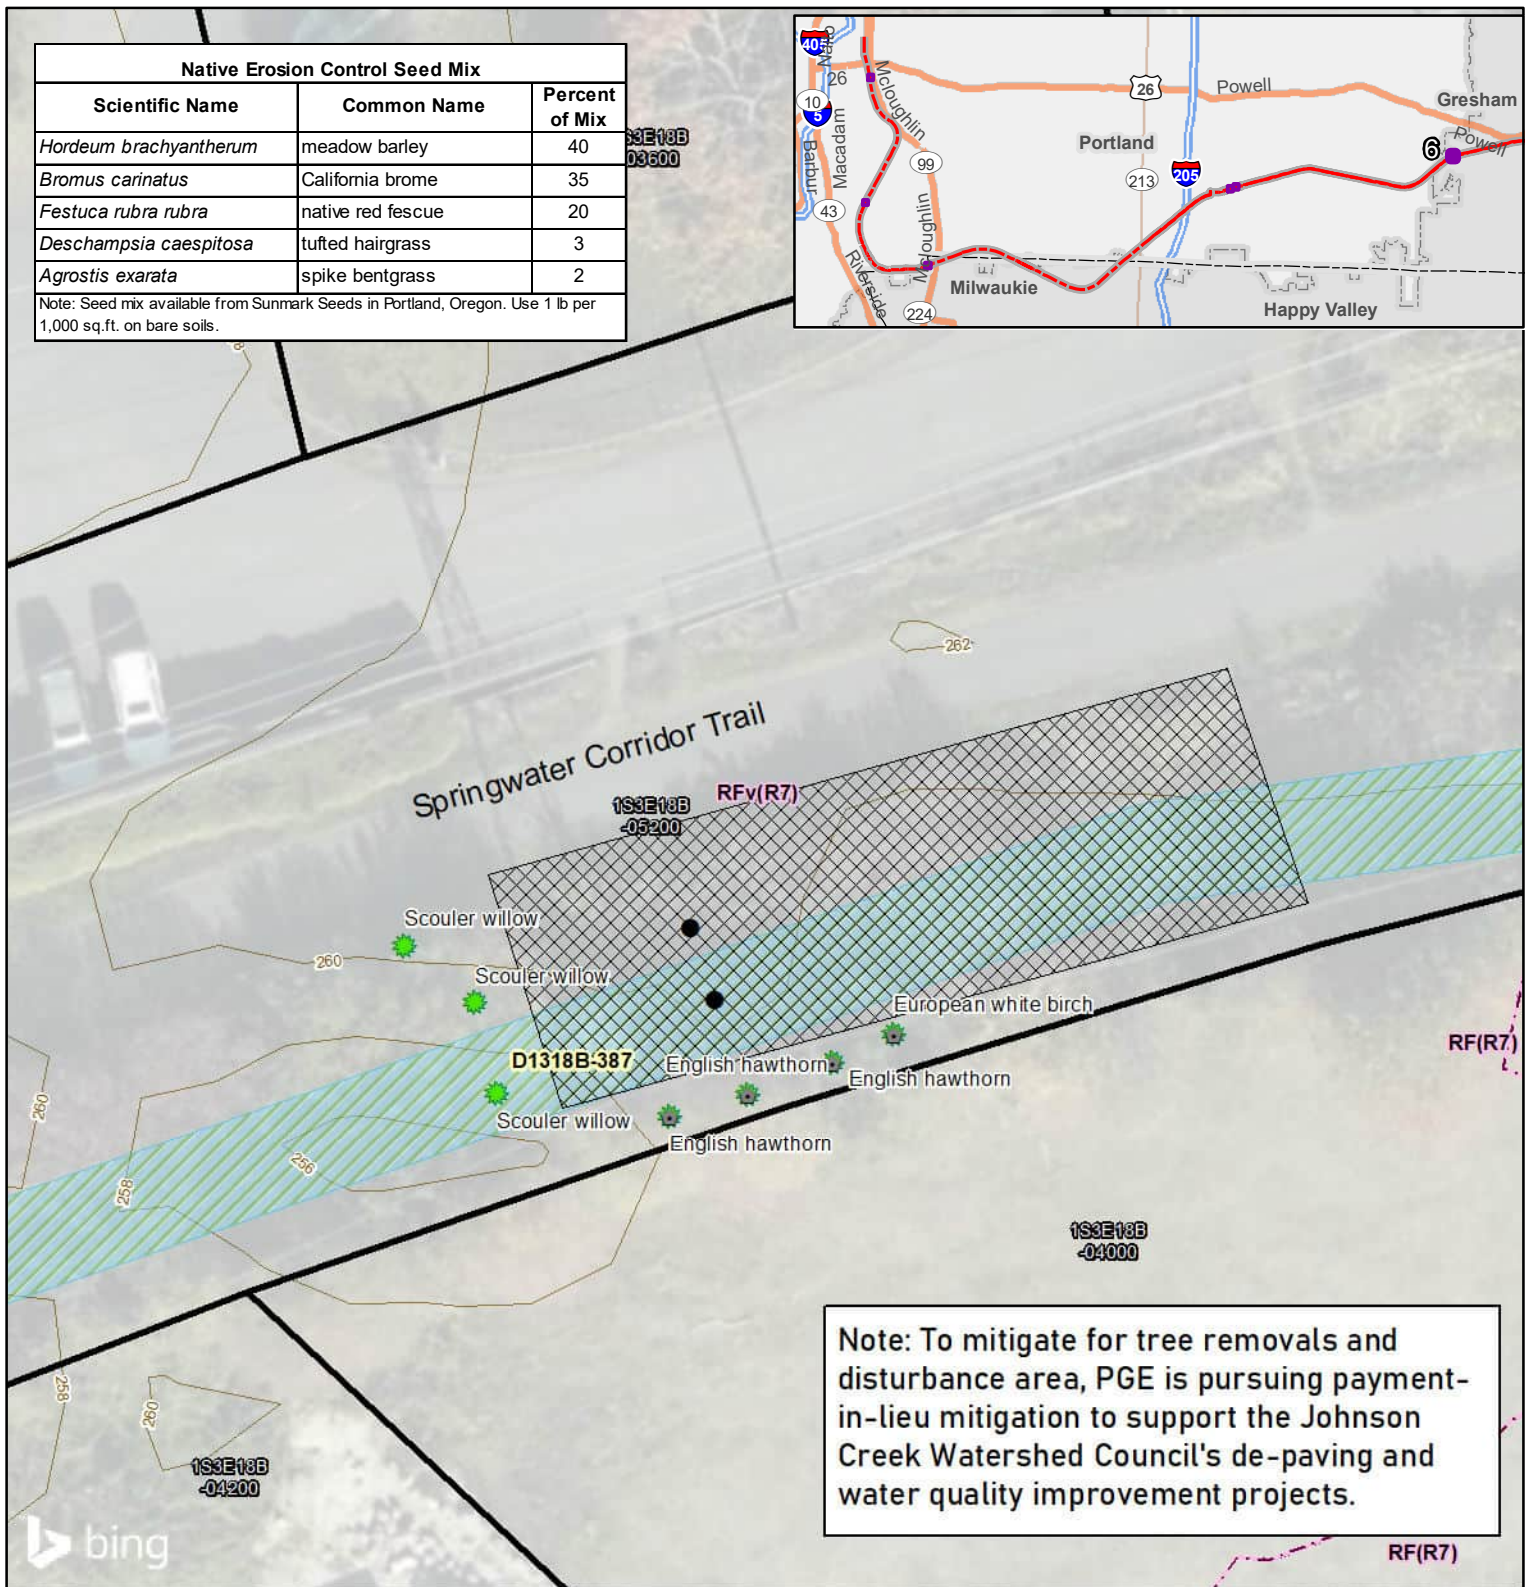 Native Erosion Control Seed Mix
Scientific Name Common Name Percent of Mix
Hordeum brachyantherum meadow barley 40
Bromus carinatus California brome 35
Festuca rubra rubra native red fescue 20
Deschampsia caespitosa tufted hairgrass 3
Agrostis exarata spike bentgrass 2
Note: Seed mix available from Sunmark Seeds in Portland, Oregon. Use 1 lb per
1,000 sq.ft. on bare soils.
405
26
10
5
Naito
Mcloughlin
Macadam
Barbur
43
99
Mcloughlin
Riverside
224
Milwaukie
Portland
26
Powell
213
205
Gresham
Powell
6
Happy Valley
S3E18B
03600
262
Springwater Corridor Trail
RFv(R7)
1S3E18B
-05200
Scouler willow
260
Scouler willow
European white birch
D1318B-387
English hawthorn
English hawthorn
Scouler willow
English hawthorn
RF(R7)
260
256
258
1S3E18B
-04000
258
260
1S3E18B
-04200
Note: To mitigate for tree removals and
disturbance area, PGE is pursuing payment-
in-lieu mitigation to support the Johnson
Creek Watershed Council's de-paving and
water quality improvement projects.
RF(R7)
bing